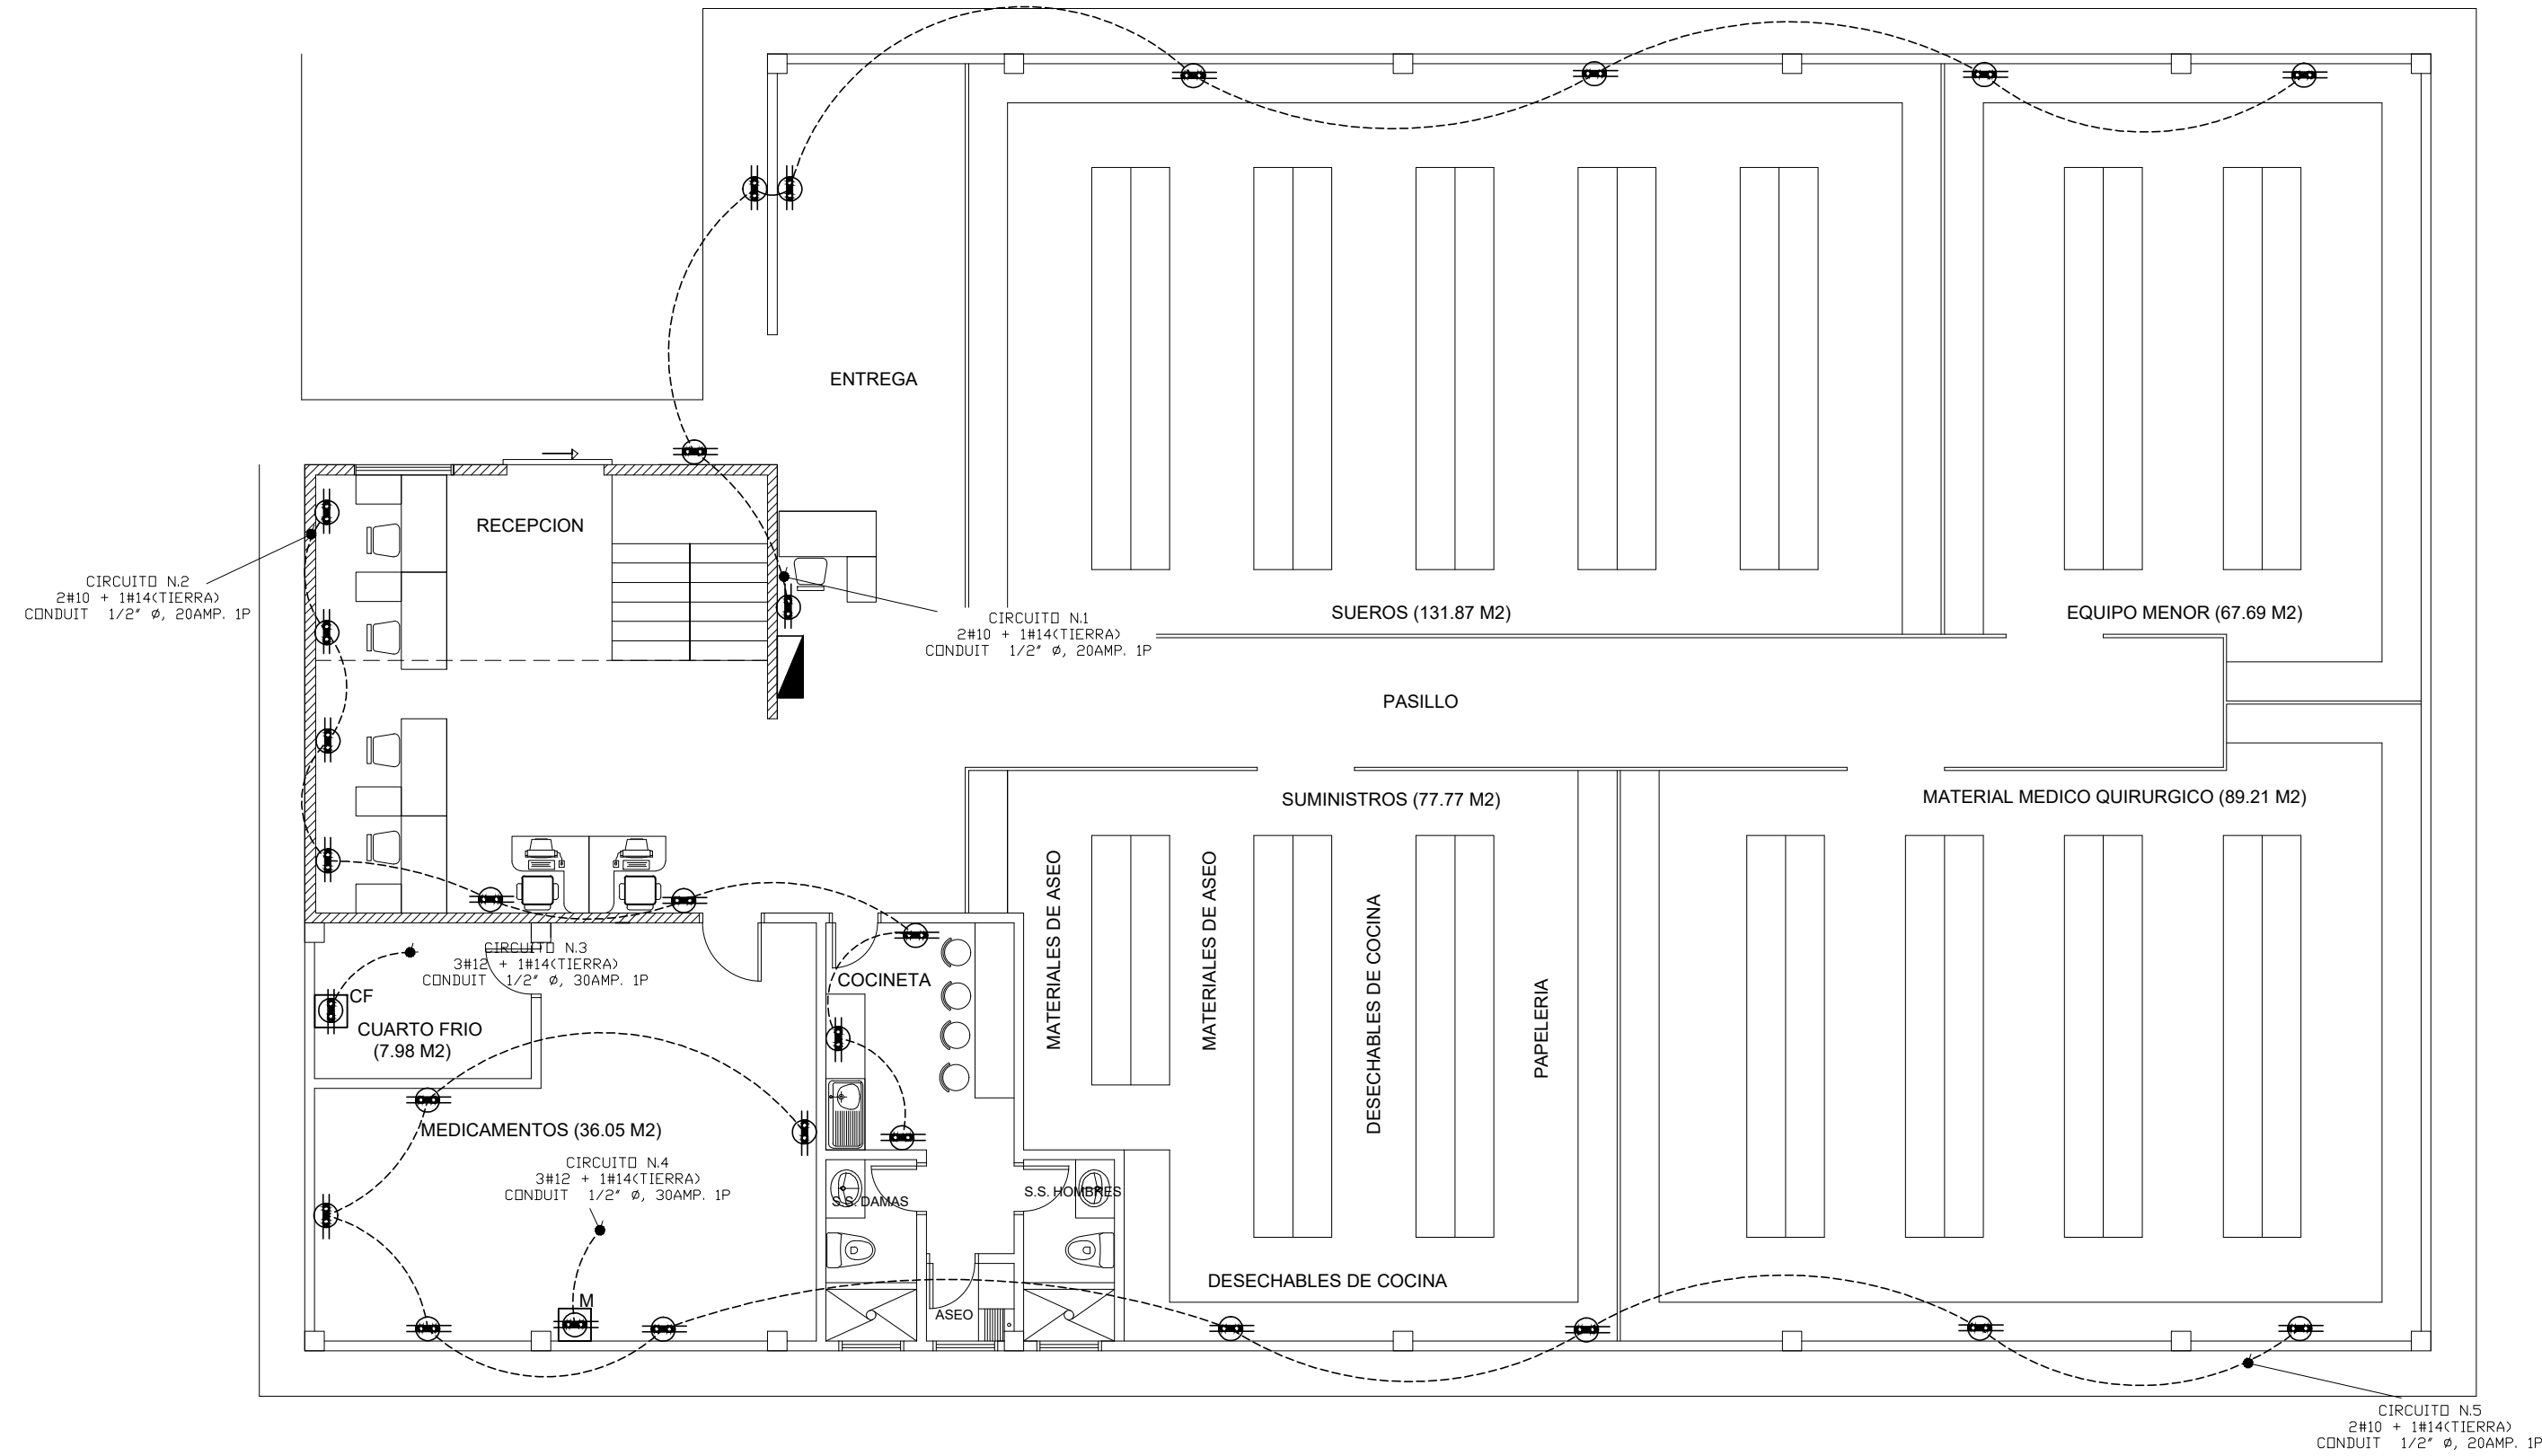 ENTREGA
RECEPCION
CIRCUITO N.2
2#10 + 1#14(TIERRA)
CONDUIT 1/2" Ø, 20AMP. 1P
CIRCUITO N.1
2#10 + 1#14(TIERRA)
CONDUIT 1/2" Ø, 20AMP. 1P
SUEROS (131.87 M2)
EQUIPO MENOR (67.69 M2)
PASILLO
SUMINISTROS (77.77 M2)
MATERIAL MEDICO QUIRURGICO (89.21 M2)
MATERIALES DE ASEO
MATERIALES DE ASEO
DESECHABLES DE COCINA
PAPELERIA
CIRCUITO N.3
3#12 + 1#14(TIERRA)
CONDUIT 1/2" Ø, 30AMP. 1P
COCINETA
CF
CUARTO FRIO
(7.98 M2)
MEDICAMENTOS (36.05 M2)
CIRCUITO N.4
3#12 + 1#14(TIERRA)
CONDUIT 1/2" Ø, 30AMP. 1P
S.S. DAMAS
S.S. HOMBRES
DESECHABLES DE COCINA
M
ASEO
CIRCUITO N.5
2#10 + 1#14(TIERRA)
CONDUIT 1/2" Ø, 20AMP. 1P